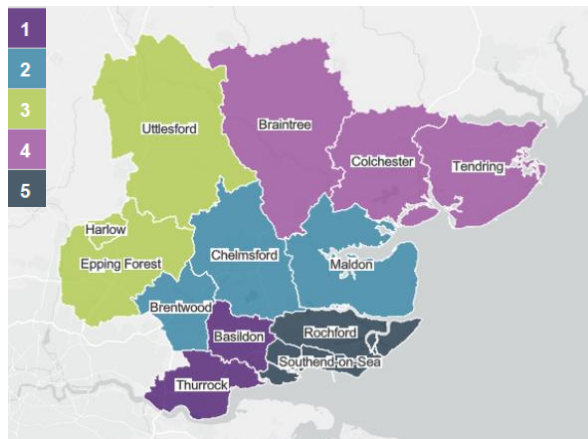 1
2
3
4
5
Uttlesford
Braintree
Colchester
Tendring
Harlow
Epping Forest
Chelmsford
Maldon
Brentwood
Basildon
Rochford
Southend-on-Sea
Thurrock